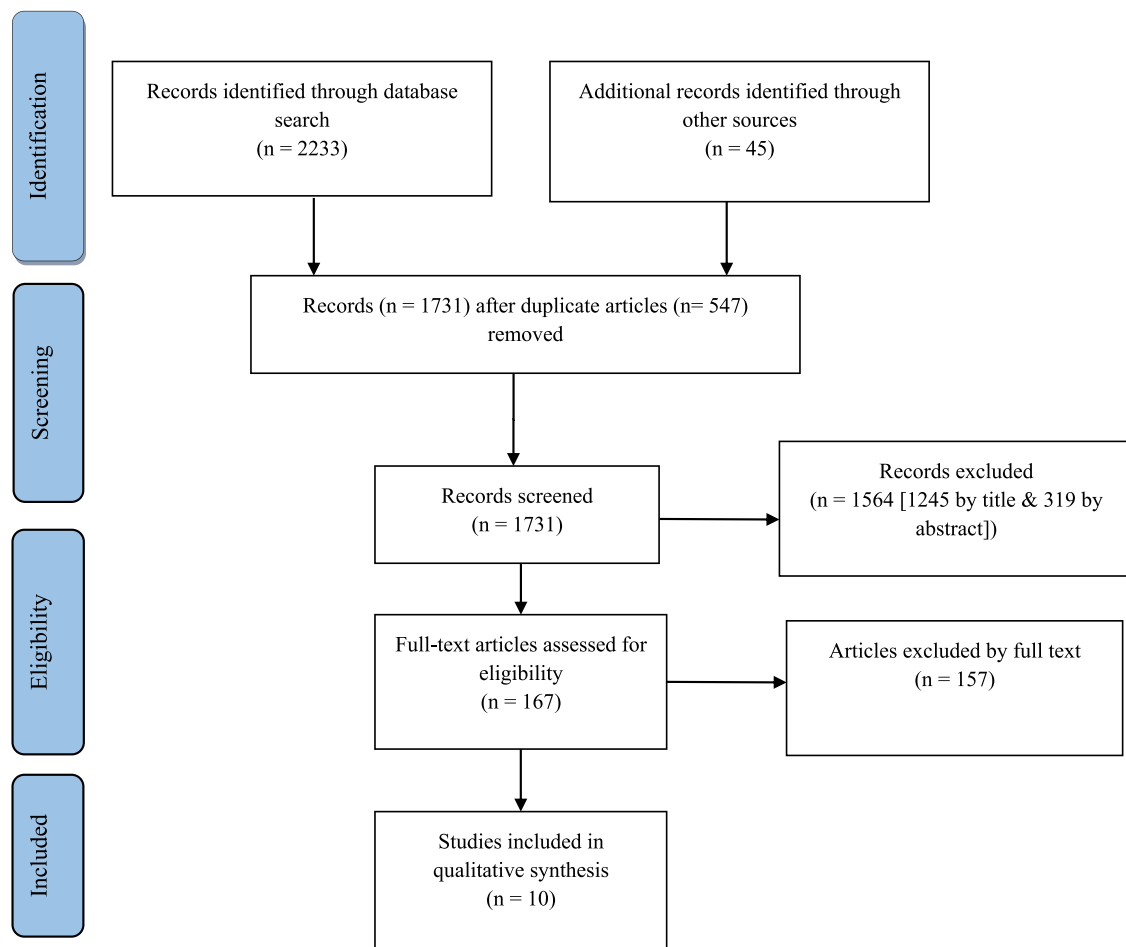 Identification
Records identified through database
search
(n = 2233)
Additional records identified through
other sources
(n = 45)
Screening
Records (n = 1731) after duplicate articles (n= 547)
removed
Records screened
(n = 1731)
Records excluded
(n = 1564 [1245 by title & 319 by
abstract])
Eligibility
Full-text articles assessed for
eligibility
(n = 167)
Articles excluded by full text
(n = 157)
Included
Studies included in
qualitative synthesis
(n = 10)